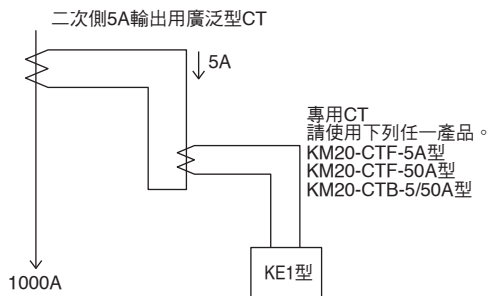 二次側5A輸出用廣泛型CT
5A
專用CT
請使用下列任一產品。
KM20-CTF-5A型
KM20-CTF-50A型
KM20-CTB-5/50A型
KE1型
1000A